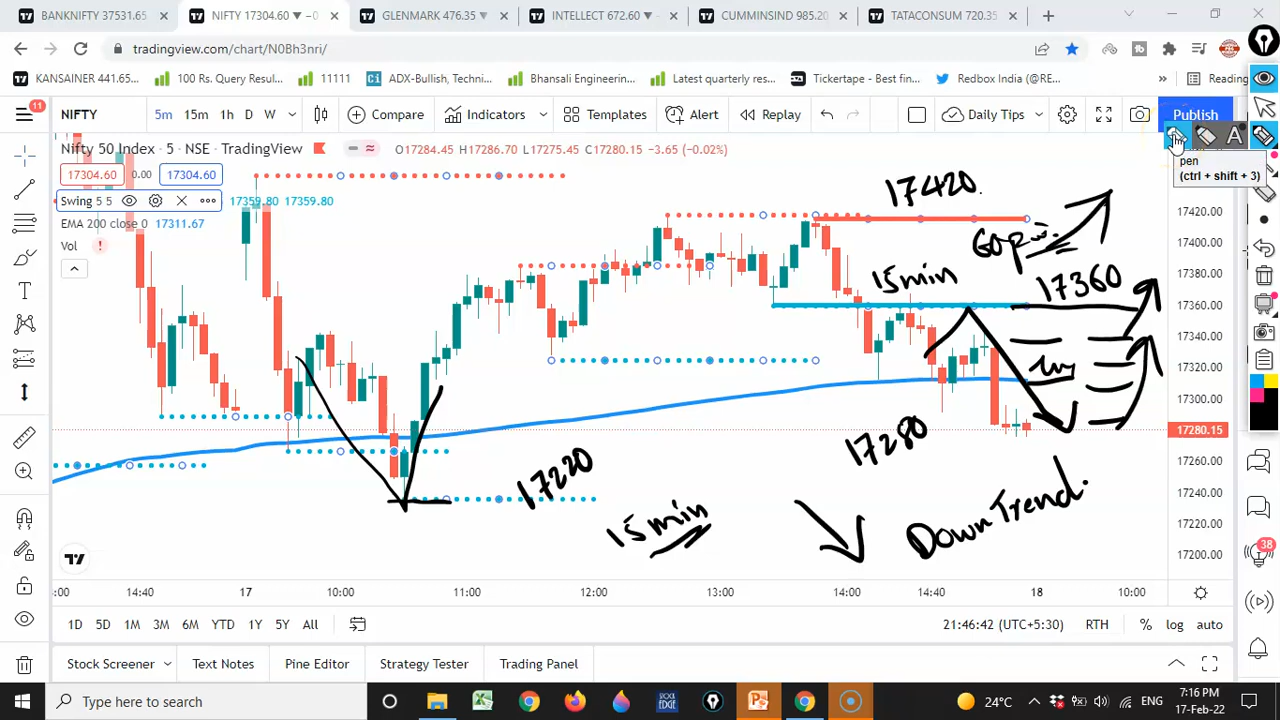 BANKNIFTY 37531.65
NIFTY 17304.60 ▼ −0
GLENMARK 476.35 ▼
INTELLECT 672.60 ▼
CUMMINSIND 985.20
TATACONSUM 720.35
tradingview.com/chart/N0Bh3nri/
KANSAINER 441.65...
100 Rs. Query Resul...
11111
ADX-Bullish, Techni...
Bhansali Engineerin...
Latest quarterly res...
Tickertape - Best fin...
Redbox India (@RE...
»
Reading
11
NIFTY
5m 15m 1h D W
Compare
Indicators
Templates
Alert
Replay
Daily Tips
Publish
pen
(ctrl + shift + 3)
Nifty 50 Index • 5 • NSE • TradingView
O17284.45 H17286.70 L17275.45 C17280.15 −3.65 (−0.02%)
17304.60 0.00 17304.60
Swing 5 5 17359.80 17359.80
EMA 200 close 0 17311.67
Vol
17420.
15min
17360
17280
17220
15min
DownTrend.
17420.00
17400.00
17380.00
17360.00
17340.00
17320.00
17300.00
17280.15
17260.00
17240.00
17220.00
17200.00
:00 14:40 17 10:00 11:00 12:00 13:00 14:00 14:40 18 10:00
1D 5D 1M 3M 6M YTD 1Y 5Y All
21:46:42 (UTC+5:30) RTH % log auto
38
Stock Screener Text Notes Pine Editor Strategy Tester Trading Panel
Type here to search
24°C
ENG
7:16 PM
17-Feb-22